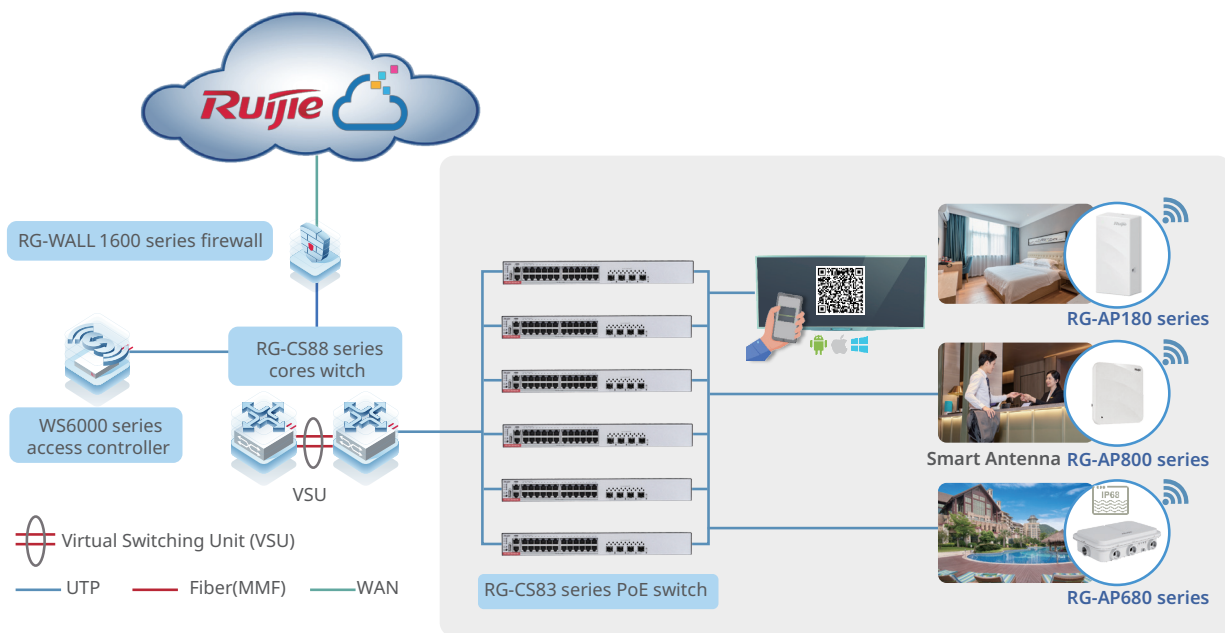 Ruijie
RG-WALL 1600 series firewall
RG-CS88 series
cores witch
WS6000 series
access controller
VSU
Virtual Switching Unit (VSU)
UTP
Fiber(MMF)
WAN
RG-CS83 series PoE switch
RG-AP180 series
Smart Antenna
RG-AP800 series
IP68
RG-AP680 series